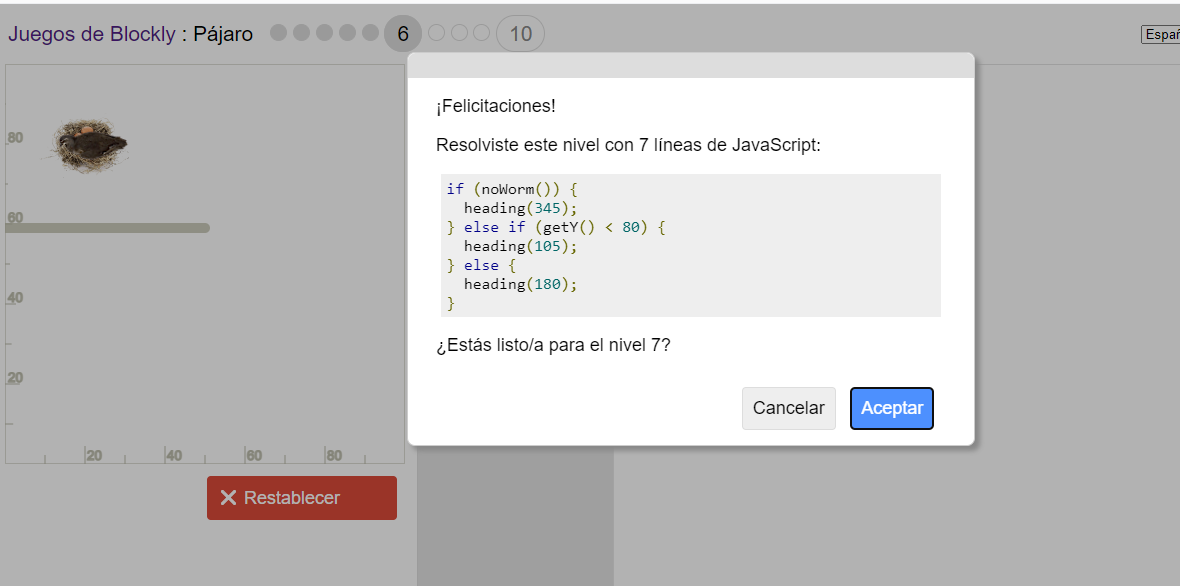 Juegos de Blockly : Pájaro 6 10
Españ
¡Felicitaciones!
Resolviste este nivel con 7 líneas de JavaScript:
if (noWorm()) {
  heading(345);
} else if (getY() < 80) {
  heading(105);
} else {
  heading(180);
}
¿Estás listo/a para el nivel 7?
Cancelar Aceptar
80
60
40
20
20 40 60 80
Restablecer